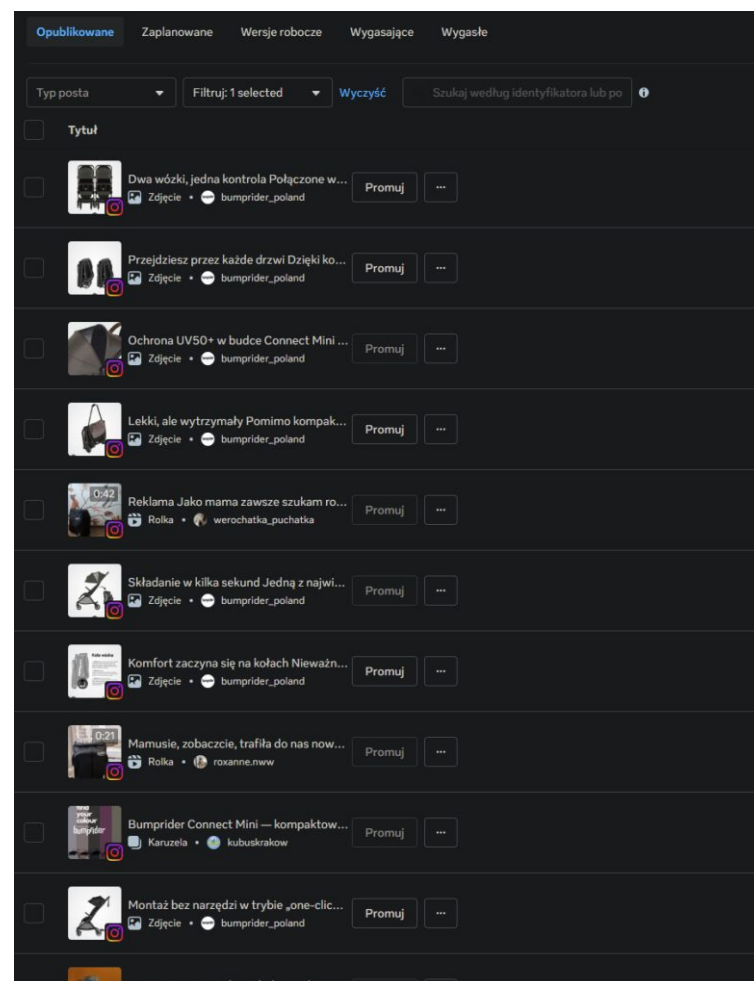 Opublikowane Zaplanowane Wersje robocze Wygasające Wygasłe
Typ posta Filtruj: 1 selected Wyczyść Szukaj według identyfikatora lub po
Tytuł
Dwa wózki, jedna kontrola Połączone w... Promuj ...
Zdjęcie • bumprider_poland
Przejdziesz przez każde drzwi Dzięki ko... Promuj ...
Zdjęcie • bumprider_poland
Ochrona UV50+ w budce Connect Mini ... Promuj ...
Zdjęcie • bumprider_poland
Lekki, ale wytrzymały Pomimo kompak... Promuj ...
Zdjęcie • bumprider_poland
0:42
Reklama Jako mama zawsze szukam ro... Promuj ...
Rolka • werochatka_puchatka
Składanie w kilka sekund Jedną z najwi... Promuj ...
Zdjęcie • bumprider_poland
Komfort zaczyna się na kołach Nieważn... Promuj ...
Zdjęcie • bumprider_poland
0:21
Mamusie, zobaczcie, trafiła do nas now... Promuj ...
Rolka • roxanne.nww
find
your
colour
bumprider
Bumprider Connect Mini — kompaktow... Promuj ...
Karuzela • kubuskrakow
Montaż bez narzędzi w trybie „one-clic... Promuj ...
Zdjęcie • bumprider_poland